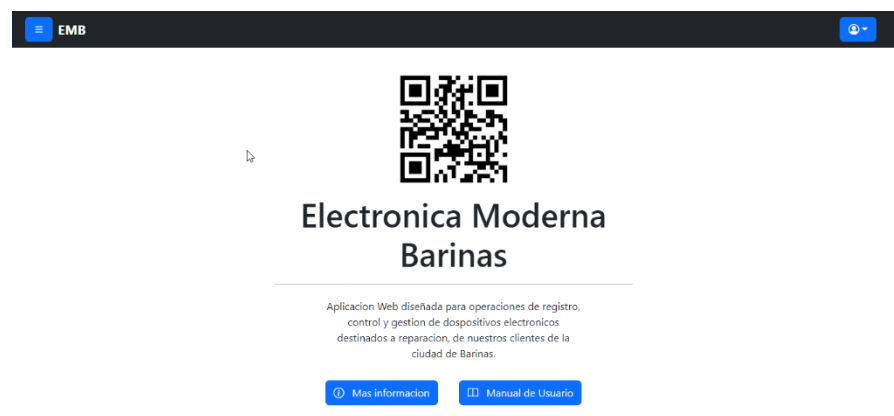 EMB
Electronica Moderna
Barinas
Aplicacion Web diseñada para operaciones de registro,
control y gestion de dospositivos electronicos
destinados a reparacion, de nuestros clientes de la
ciudad de Barinas.
Mas informacion
Manual de Usuario